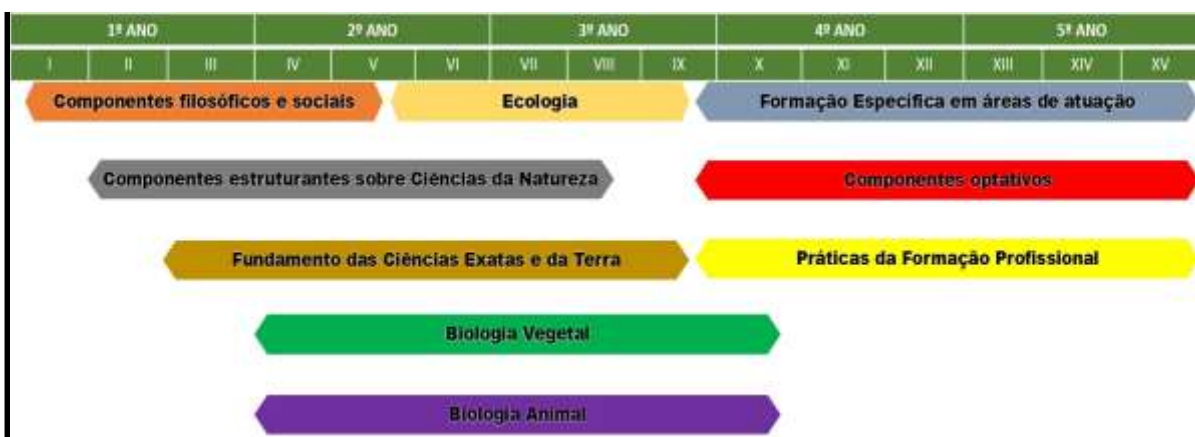 1º ANO 2º ANO 3º ANO 4º ANO 5º ANO
I II III IV V VI VII VIII IX X XI XII XIII XIV XV
Componentes filosóficos e sociais Ecologia Formação Específica em áreas de atuação
Componentes estruturantes sobre Ciências da Natureza Componentes optativos
Fundamento das Ciências Exatas e da Terra Práticas da Formação Profissional
Biologia Vegetal
Biologia Animal